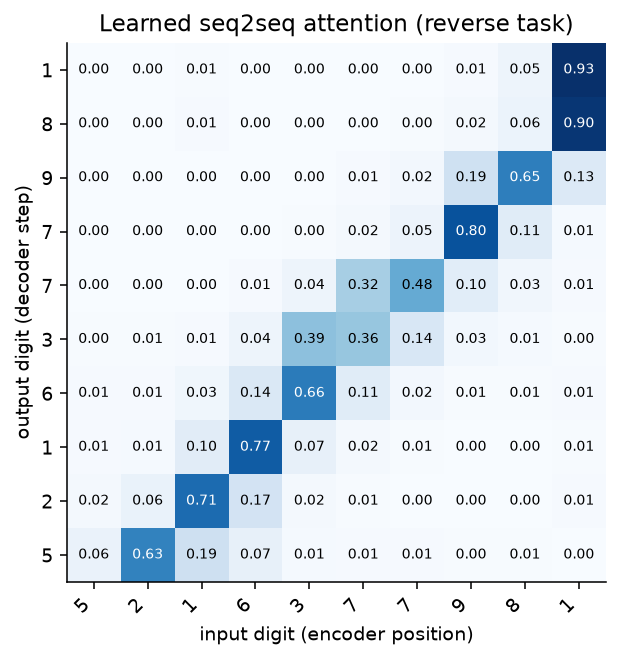 Learned seq2seq attention (reverse task)
output digit (decoder step)
1 0.00 0.00 0.01 0.00 0.00 0.00 0.00 0.01 0.05 0.93
8 0.00 0.00 0.01 0.00 0.00 0.00 0.00 0.02 0.06 0.90
9 0.00 0.00 0.00 0.00 0.00 0.01 0.02 0.19 0.65 0.13
7 0.00 0.00 0.00 0.00 0.00 0.02 0.05 0.80 0.11 0.01
7 0.00 0.00 0.00 0.01 0.04 0.32 0.48 0.10 0.03 0.01
3 0.00 0.01 0.01 0.04 0.39 0.36 0.14 0.03 0.01 0.00
6 0.01 0.01 0.03 0.14 0.66 0.11 0.02 0.01 0.01 0.01
1 0.01 0.01 0.10 0.77 0.07 0.02 0.01 0.00 0.00 0.01
2 0.02 0.06 0.71 0.17 0.02 0.01 0.00 0.00 0.00 0.01
5 0.06 0.63 0.19 0.07 0.01 0.01 0.01 0.00 0.01 0.00
5 2 1 6 3 7 7 9 8 1
input digit (encoder position)